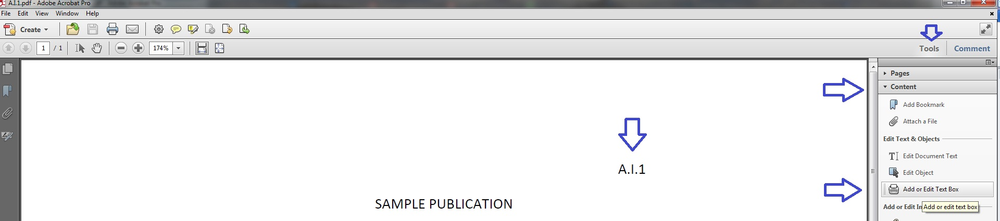 A.I.1.pdf - Adobe Acrobat Pro
File Edit View Window Help
Create
1 / 1 174% Tools Comment
Pages
Content
Add Bookmark
Attach a File
Edit Text & Objects
Edit Document Text
Edit Object
Add or Edit Text Box
Add or Edit In
Add or edit text box
A.I.1
SAMPLE PUBLICATION